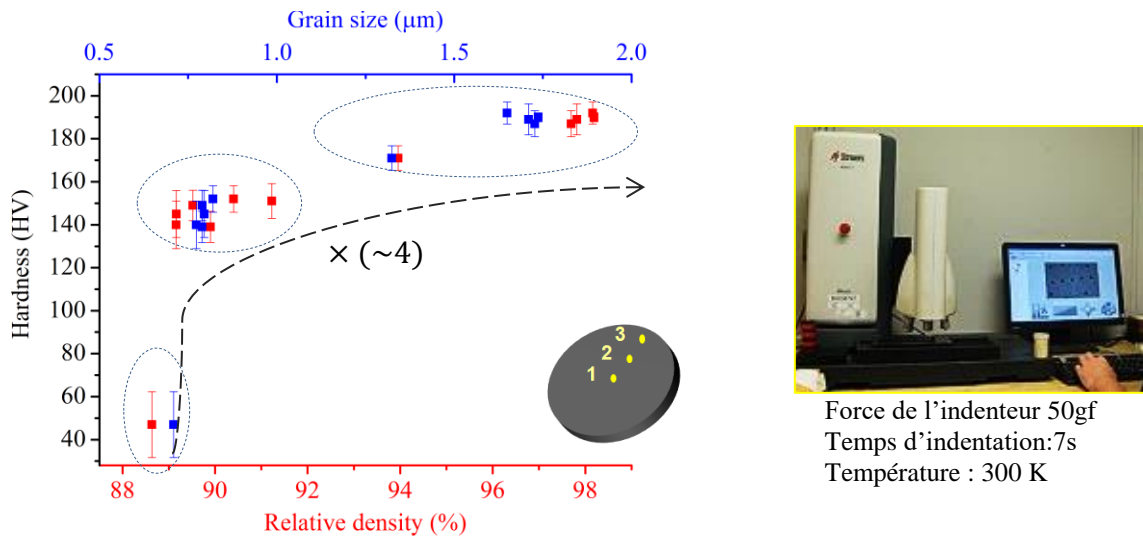 Grain size (μm)
0.5 1.0 1.5 2.0
Hardness (HV)
200
180
160
140
120
100
80
60
40
× (~4)
3
2
1
88 90 92 94 96 98
Relative density (%)
Struers
Force de l’indenteur 50gf
Temps d’indentation:7s
Température : 300 K